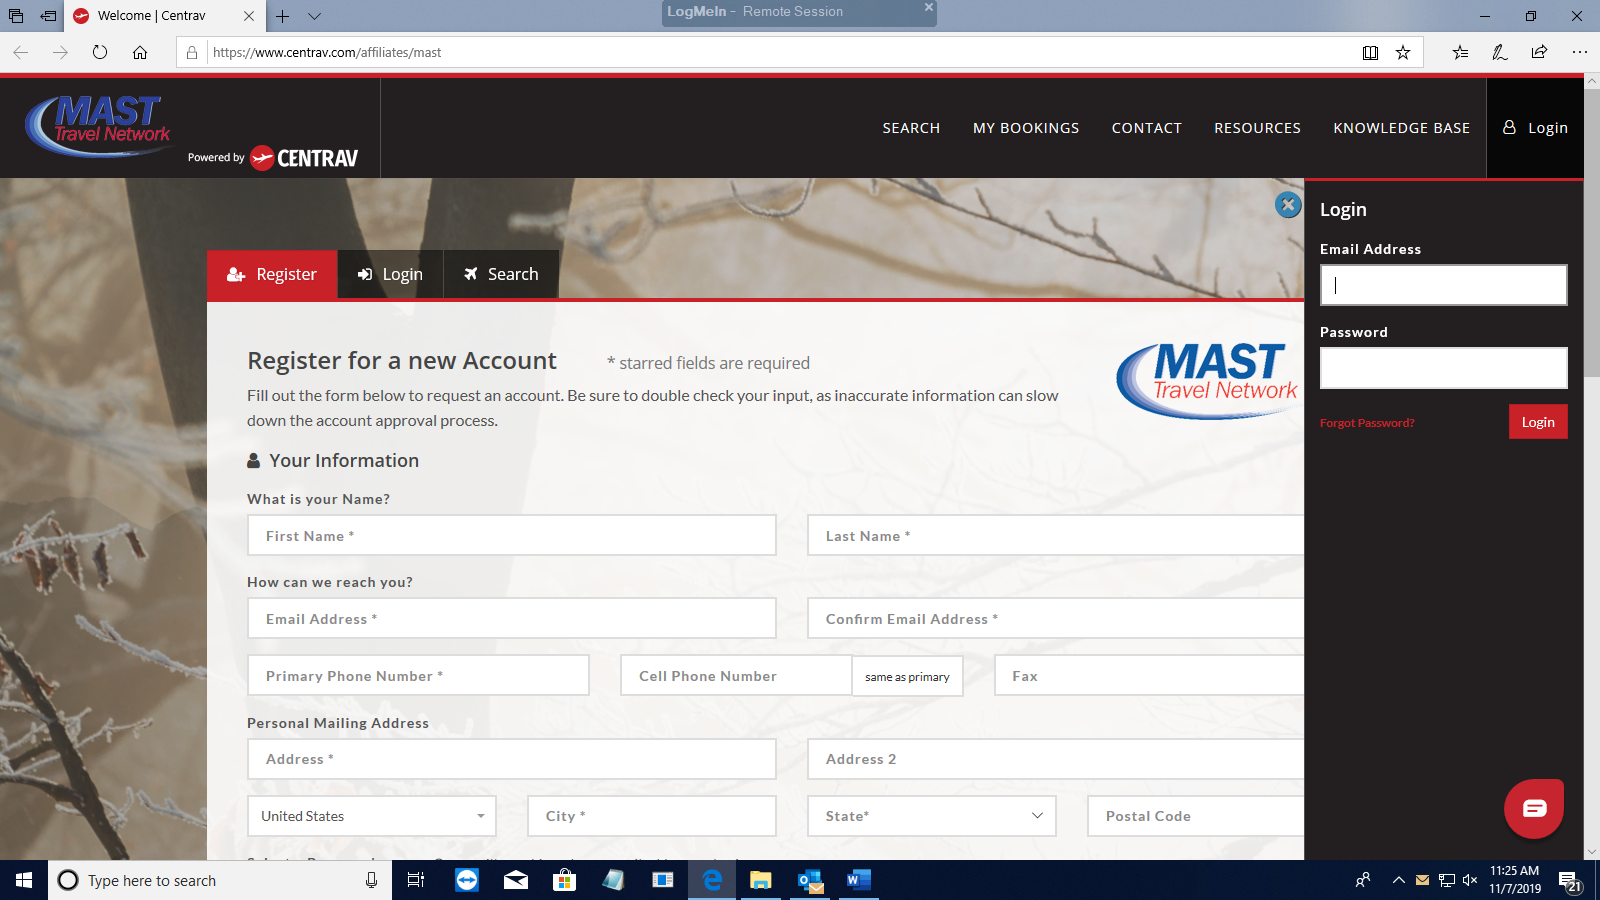 Welcome | Centrav
LogMeIn - Remote Session
https://www.centrav.com/affiliates/mast
MAST
Travel Network
Powered by CENTRAV
SEARCH
MY BOOKINGS
CONTACT
RESOURCES
KNOWLEDGE BASE
Login
Register
Login
Search
Register for a new Account
* starred fields are required
Fill out the form below to request an account. Be sure to double check your input, as inaccurate information can slow
down the account approval process.
MAST
Travel Network
Your Information
What is your Name?
First Name *
Last Name *
How can we reach you?
Email Address *
Confirm Email Address *
Primary Phone Number *
Cell Phone Number
same as primary
Fax
Personal Mailing Address
Address *
Address 2
United States
City *
State*
Postal Code
Login
Email Address
Password
Forgot Password?
Login
Type here to search
11:25 AM
11/7/2019
21